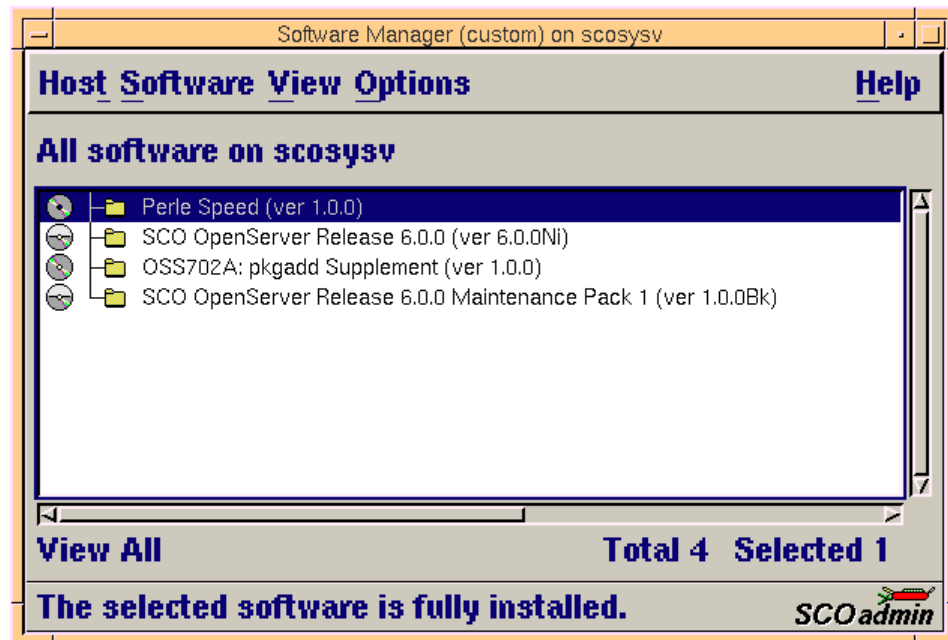 Software Manager (custom) on scosysv
Host Software View Options Help
All software on scosysv
Perle Speed (ver 1.0.0)
SCO OpenServer Release 6.0.0 (ver 6.0.0Ni)
OSS702A: pkgadd Supplement (ver 1.0.0)
SCO OpenServer Release 6.0.0 Maintenance Pack 1 (ver 1.0.0Bk)
View All Total 4 Selected 1
The selected software is fully installed.
SCOadmin